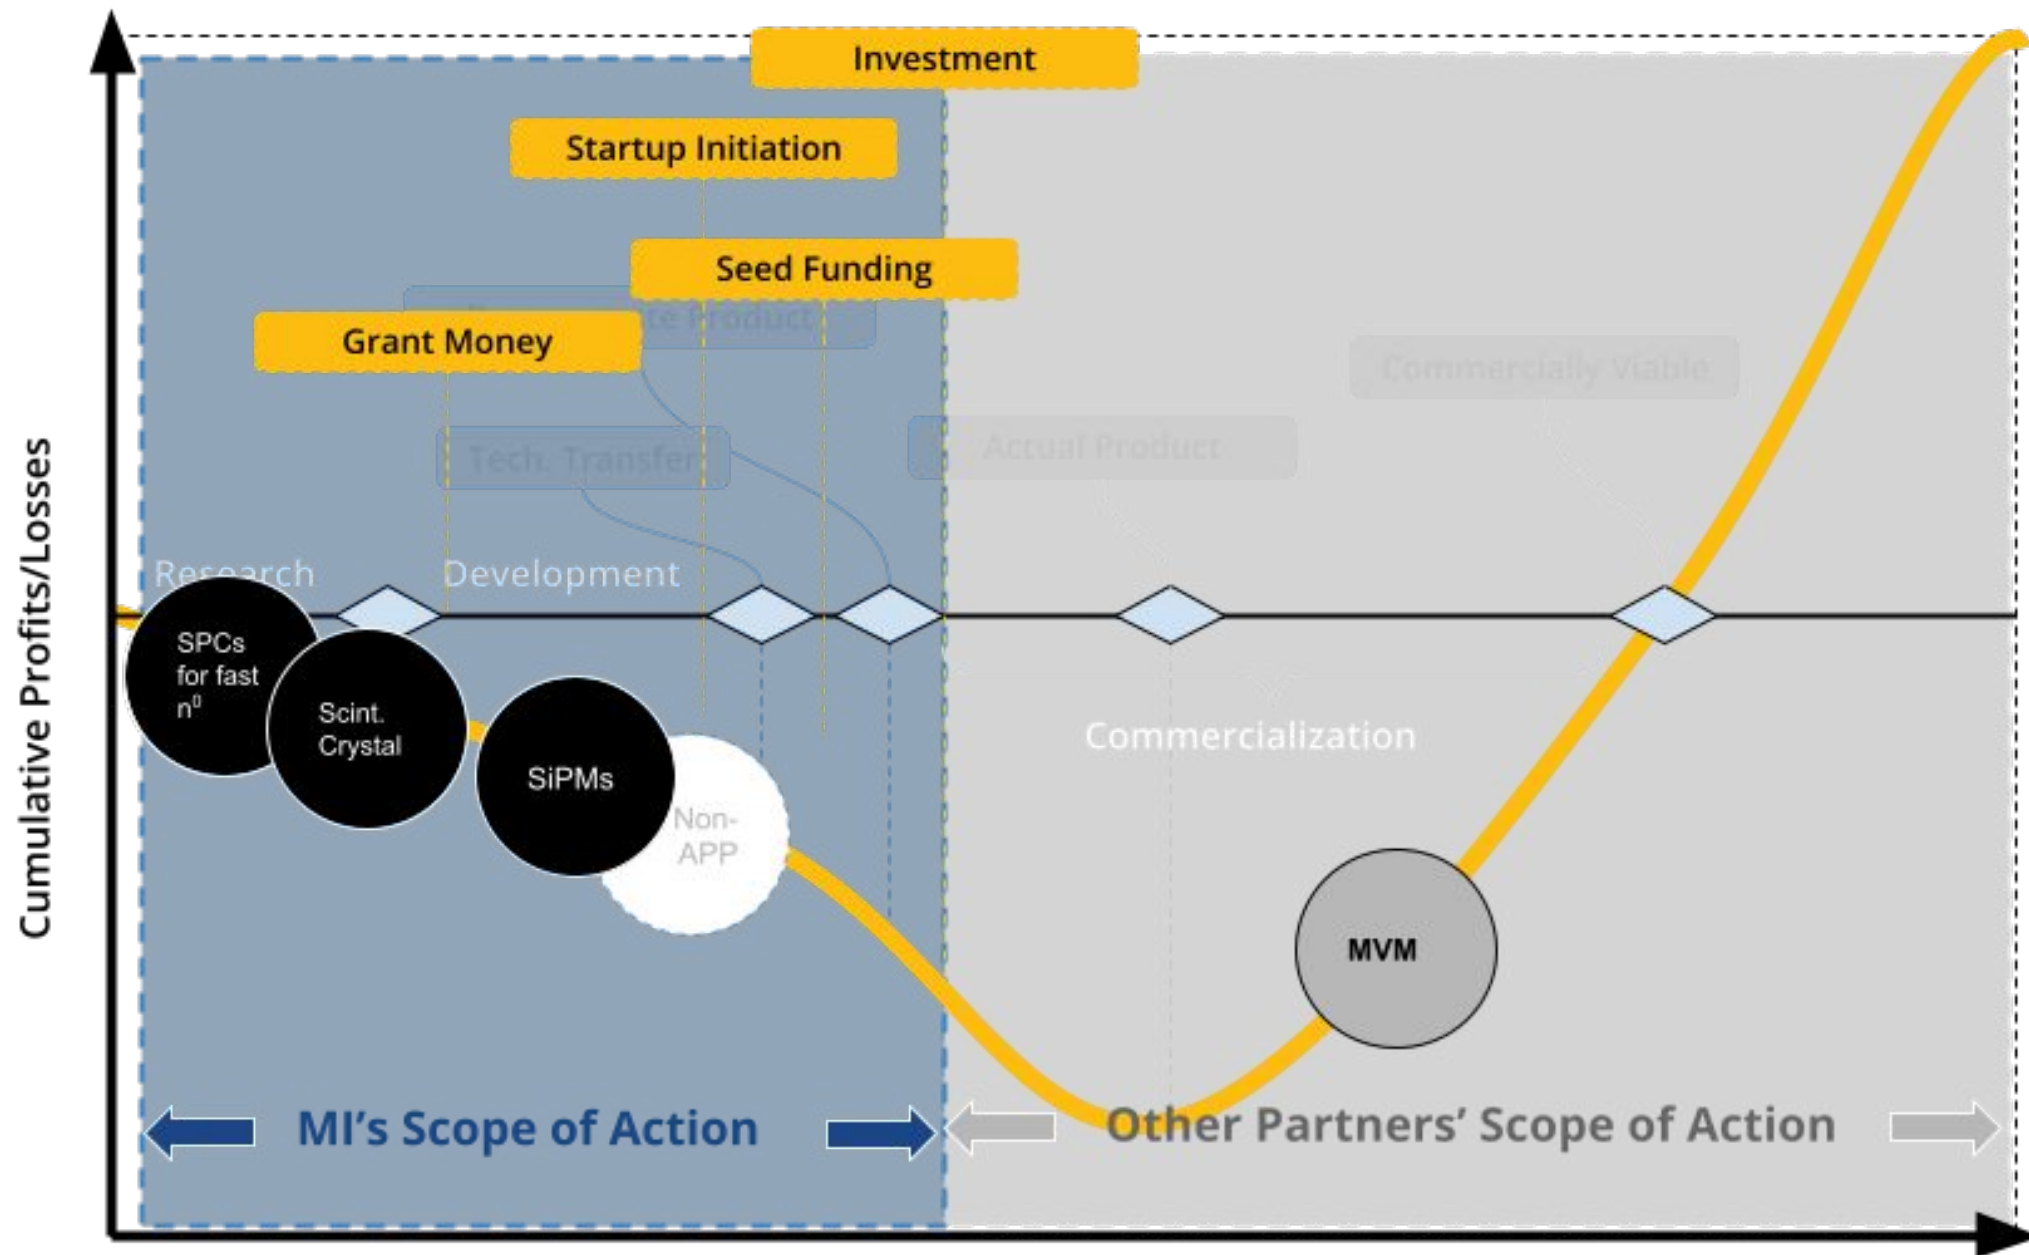 Investment
Startup Initiation
Seed Funding
te Product
Grant Money
Commercially Viable
Actual Product
Tech. Transfer
Cumulative Profits/Losses
Research
Development
SPCs
for fast
n⁰
Scint.
Crystal
SiPMs
Non-
APP
Commercialization
MVM
MI’s Scope of Action
Other Partners’ Scope of Action